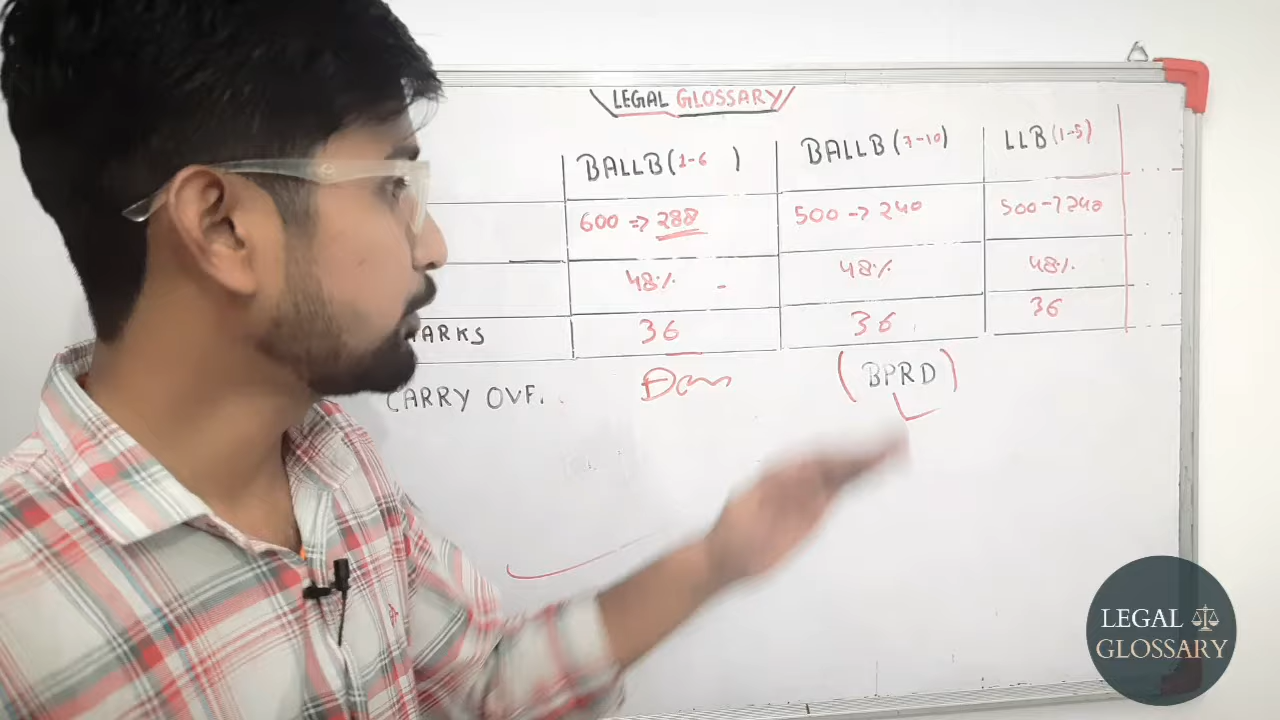 LEGAL GLOSSARY
BALLB (1-6 ) BALLB (7-10) LLB (1-5)
600 => 288 500 -> 240 500 -> 240
48% 48% 48%
ARKS 36 36 36
CARRY OVE. (BPRD)
LEGAL
GLOSSARY